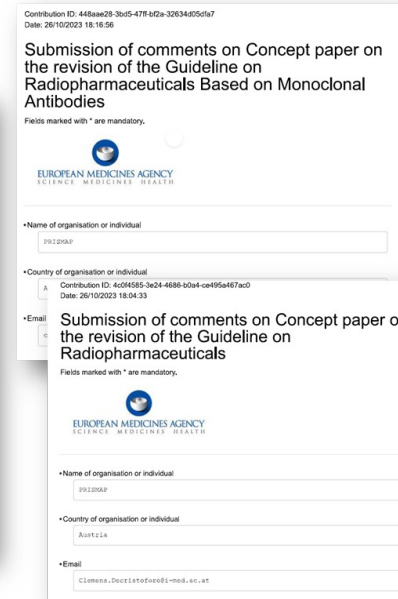 Contribution ID: 448aae28-3bd5-47ff-bf2a-32634d05dfa7
Date: 26/10/2023 18:16:56
Submission of comments on Concept paper on
the revision of the Guideline on
Radiopharmaceuticals Based on Monoclonal
Antibodies
Fields marked with * are mandatory.
EUROPEAN MEDICINES AGENCY
SCIENCE MEDICINES HEALTH
*Name of organisation or individual
PRISMAP
*Country of organisation or individual
A
*Email
c
Contribution ID: 4c0f4585-3e24-4686-b0a4-ce495a467ac0
Date: 26/10/2023 18:04:33
Submission of comments on Concept paper o
the revision of the Guideline on
Radiopharmaceuticals
Fields marked with * are mandatory.
EUROPEAN MEDICINES AGENCY
SCIENCE MEDICINES HEALTH
*Name of organisation or individual
PRISMAP
*Country of organisation or individual
Austria
*Email
Clemens.Decristoforo@i-med.ac.at